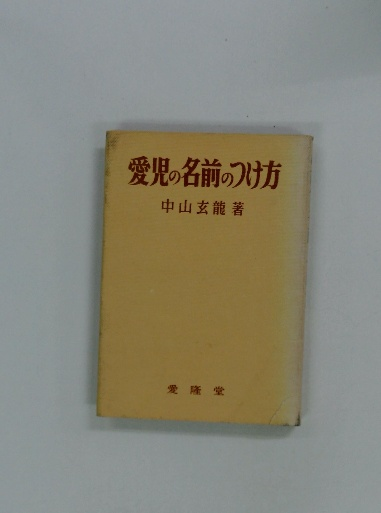 愛児の名前のつけ方
中山玄龍著
愛隆堂